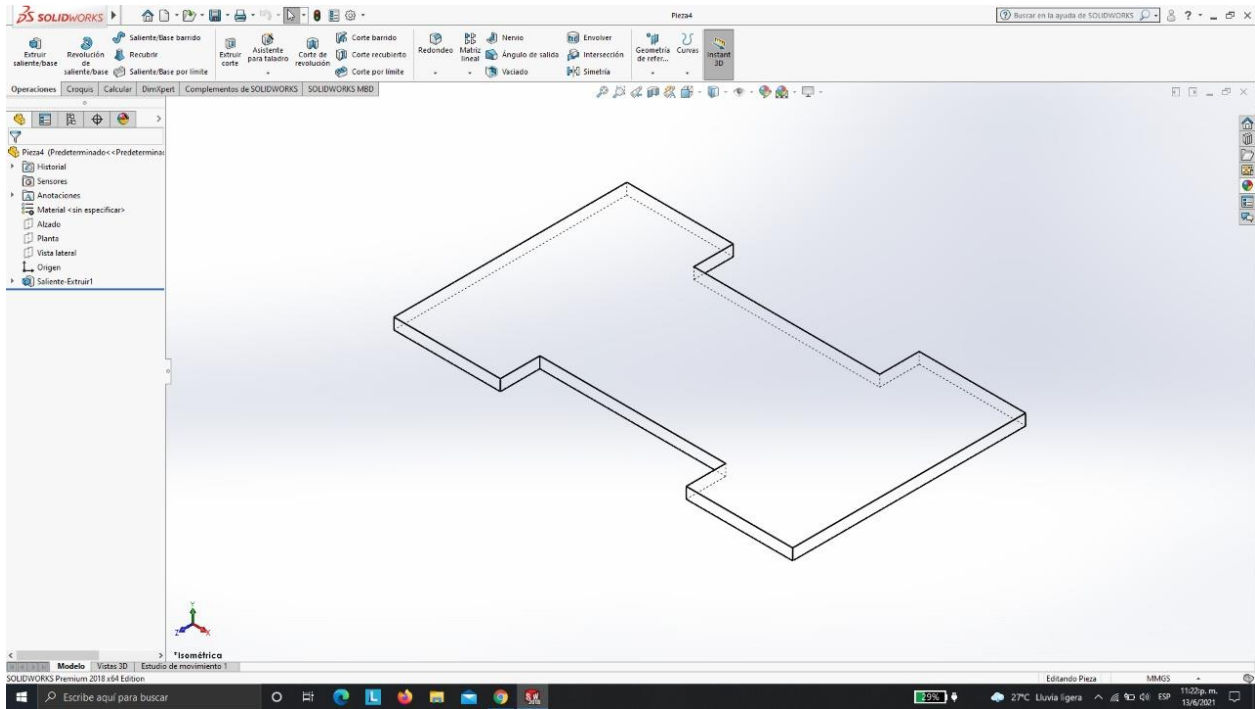 SOLIDWORKS
Pieza4
Buscar en la ayuda de SOLIDWORKS
Extruir saliente/base
Revolución de saliente/base
Saliente/Base barrido
Recubrir
Saliente/Base por límite
Extruir corte
Asistente para taladro
Corte de revolución
Corte barrido
Corte recubierto
Corte por límite
Redondeo
Matriz lineal
Nervio
Ángulo de salida
Vaciado
Envolver
Intersección
Simetría
Geometría de refer...
Curvas
Instant 3D
Operaciones Croquis Calcular DimXpert Complementos de SOLIDWORKS SOLIDWORKS MBD
Pieza4 (Predeterminado<<Predetermina
Historial
Sensores
Anotaciones
Material <sin especificar>
Alzado
Planta
Vista lateral
Origen
Saliente-Extruir1
Y
Z X
*Isométrica
Modelo Vistas 3D Estudio de movimiento 1
SOLIDWORKS Premium 2018 x64 Edition
Editando Pieza MMGS
Escribe aquí para buscar
29%
27°C Lluvia ligera
ESP
11:22 p. m.
13/6/2021